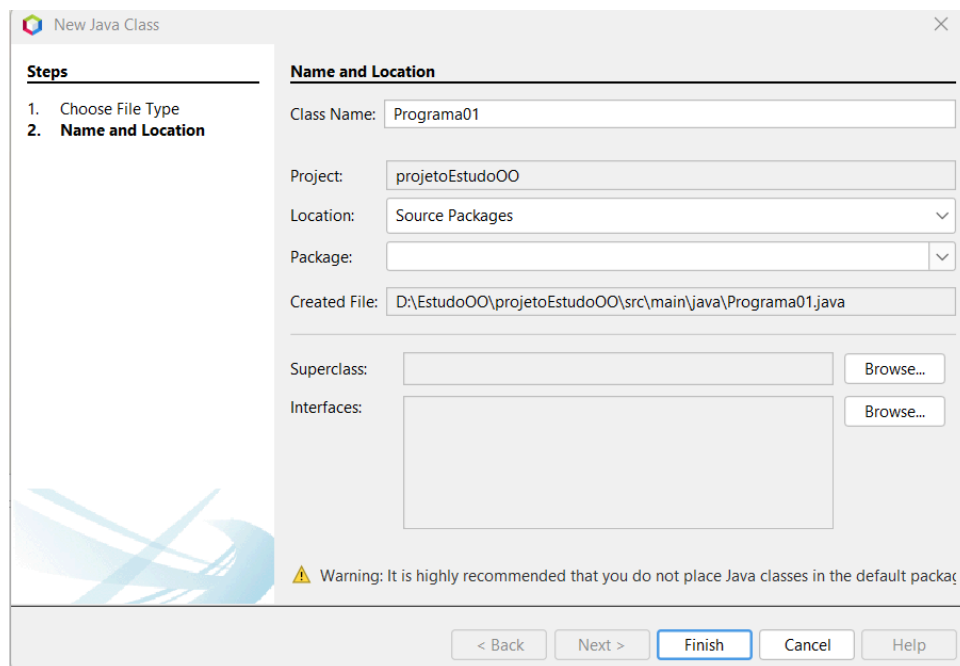 New Java Class
Steps
1. Choose File Type
2. Name and Location
Name and Location
Class Name: Programa01
Project: projetoEstudoOO
Location: Source Packages
Package:
Created File: D:\EstudoOO\projetoEstudoOO\src\main\java\Programa01.java
Superclass: Browse...
Interfaces: Browse...
Warning: It is highly recommended that you do not place Java classes in the default packag
< Back Next > Finish Cancel Help